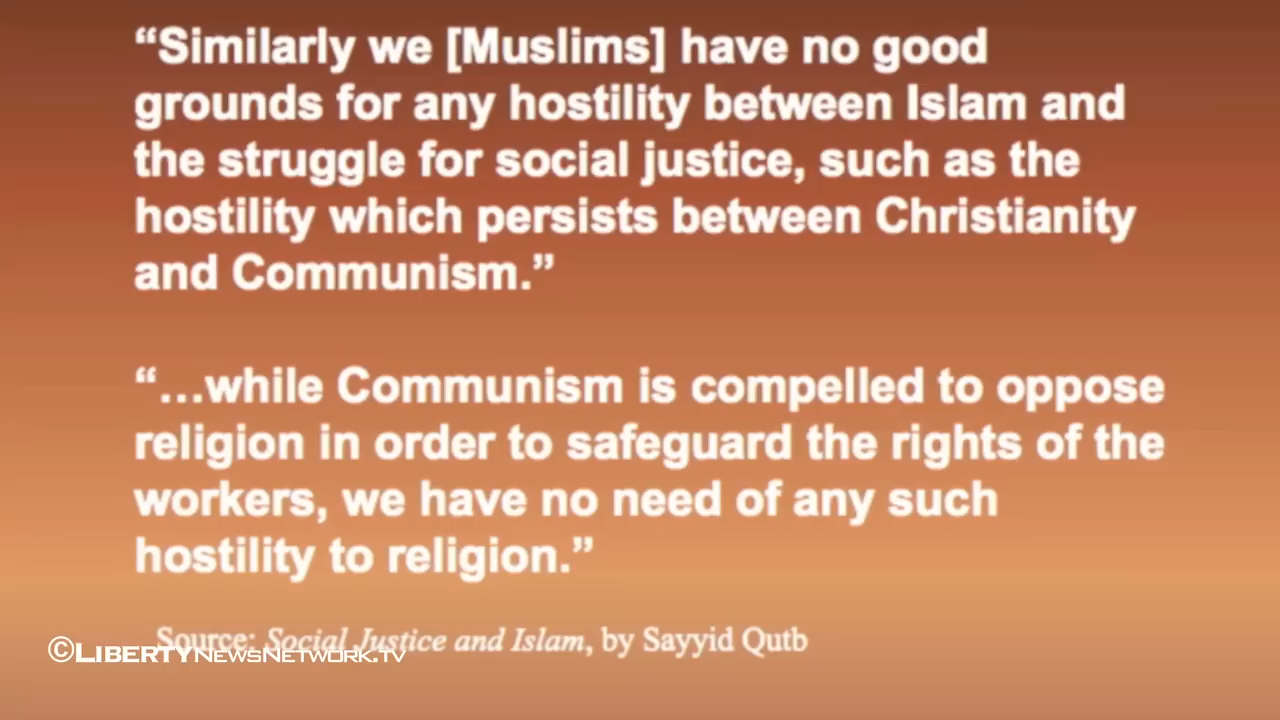 “Similarly we [Muslims] have no good
grounds for any hostility between Islam and
the struggle for social justice, such as the
hostility which persists between Christianity
and Communism.”
“…while Communism is compelled to oppose
religion in order to safeguard the rights of the
workers, we have no need of any such
hostility to religion.”
Source: Social Justice and Islam, by Sayyid Qutb
©LIBERTYNEWSNETWORK.TV